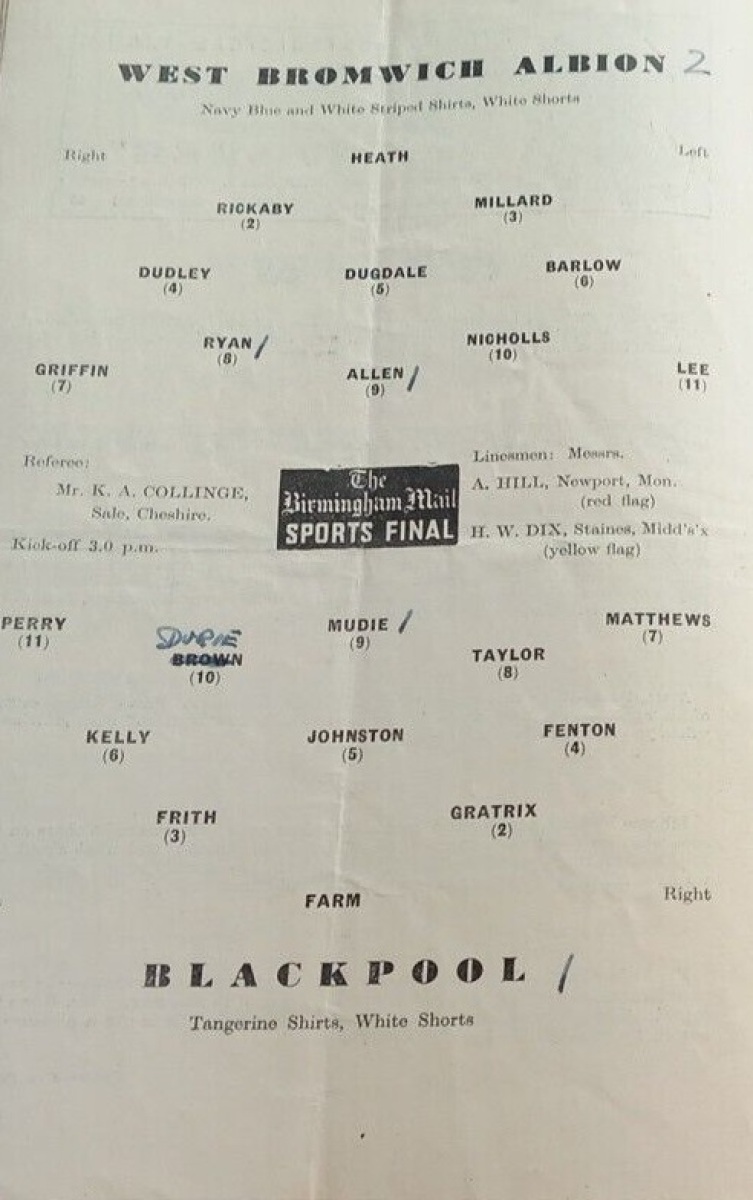 WEST BROMWICH ALBION 2
Navy Blue and White Striped Shirts, White Shorts
Right HEATH Left
RICKABY MILLARD
(2) (3)
DUDLEY DUGDALE BARLOW
(4) (5) (6)
RYAN / NICHOLLS
(8) (10)
GRIFFIN ALLEN / LEE
(7) (9) (11)
Referee:
Mr. K. A. COLLINGE,
Sale, Cheshire.
Kick-off 3.0 p.m.
The
Birmingham Mail
SPORTS FINAL
Linesmen: Messrs.
A. HILL, Newport, Mon.
(red flag)
H. W. DIX, Staines, Midd's'x
(yellow flag)
PERRY MUDIE / MATTHEWS
(11) (9) (7)
DURIE
BROWN TAYLOR
(10) (8)
KELLY JOHNSTON FENTON
(6) (5) (4)
FRITH GRATRIX
(3) (2)
FARM Right
BLACKPOOL /
Tangerine Shirts, White Shorts